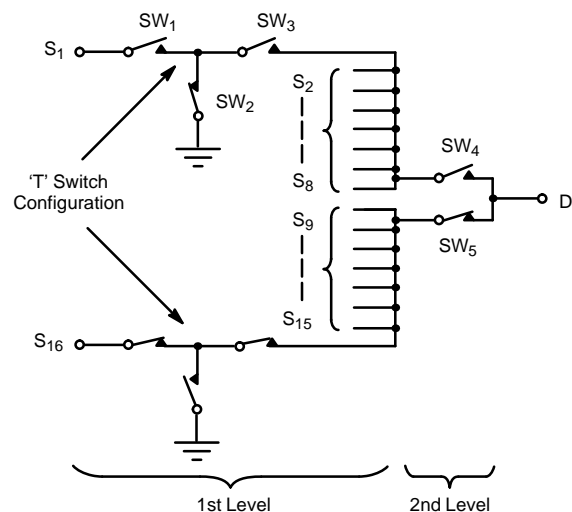 SW1
SW3
S1
SW2
S2
S8
SW4
'T' Switch
Configuration
D
S9
SW5
S15
S16
1st Level
2nd Level